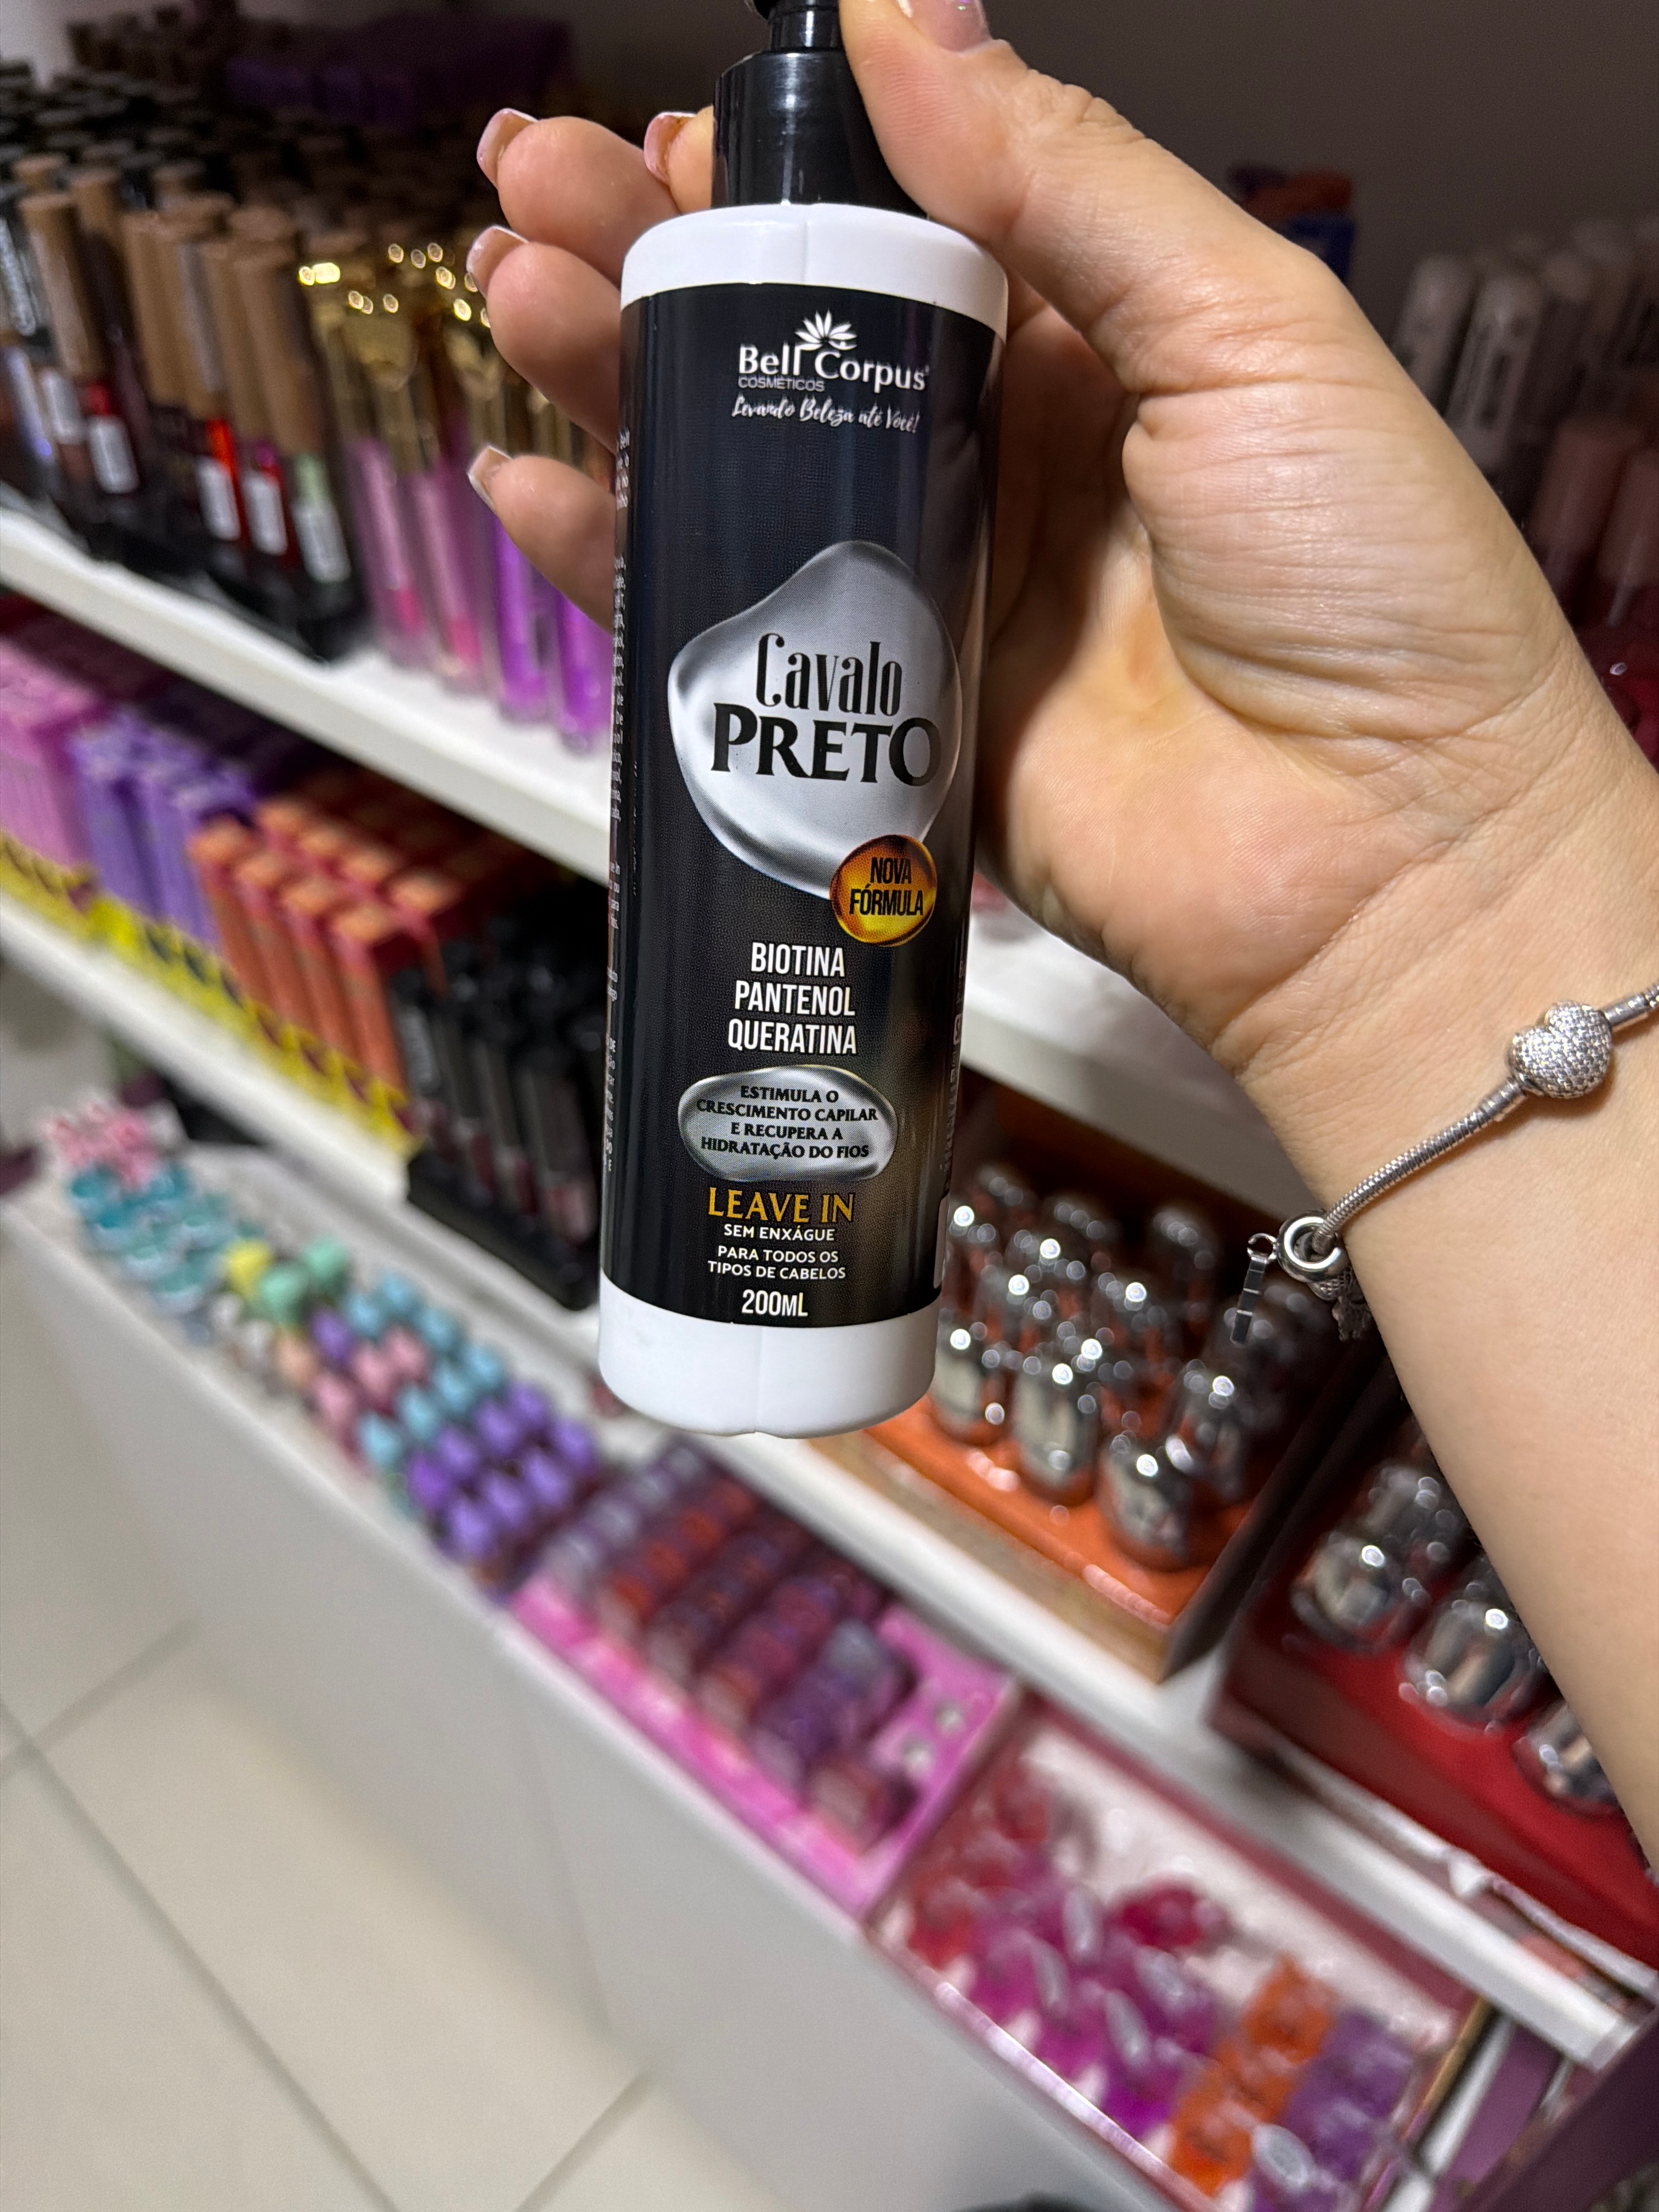 Bell Corpus®
COSMÉTICOS
Levando Beleza até Você!
Cavalo
PRETO
NOVA
FÓRMULA
BIOTINA
PANTENOL
QUERATINA
ESTIMULA O
CRESCIMENTO CAPILAR
E RECUPERA A
HIDRATAÇÃO DO FIOS
LEAVE IN
SEM ENXÁGUE
PARA TODOS OS
TIPOS DE CABELOS
200ML